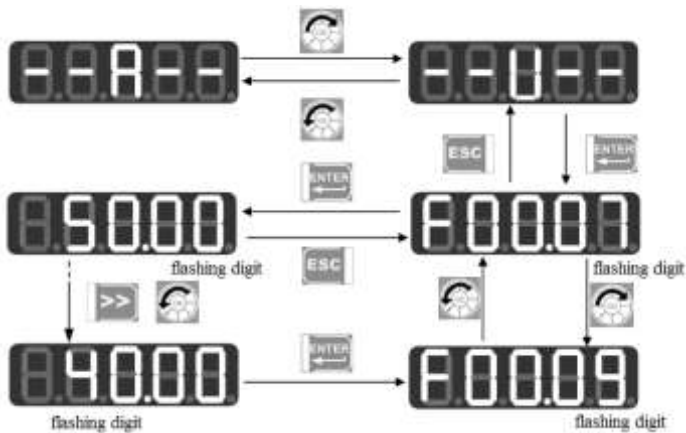 --A--
--U--
ESC
ENTER
ENTER
50.00
F00.07
flashing digit
ESC
flashing digit
>>
ENTER
40.00
F00.09
flashing digit
flashing digit